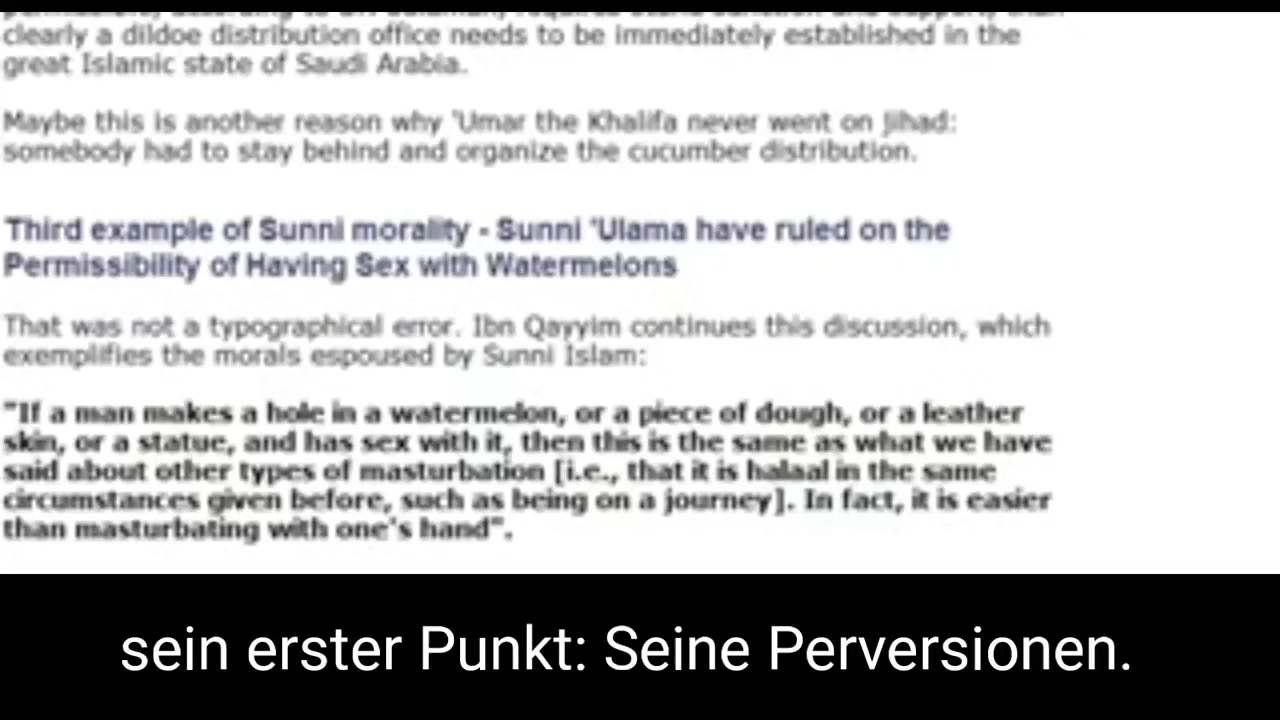 clearly a dildoe distribution office needs to be immediately established in the
great Islamic state of Saudi Arabia.
Maybe this is another reason why 'Umar the Khalifa never went on Jihad:
somebody had to stay behind and organize the cucumber distribution.
Third example of Sunni morality - Sunni 'Ulama have ruled on the
Permissibility of Having Sex with Watermelons
That was not a typographical error. Ibn Qayyim continues this discussion, which
exemplifies the morals espoused by Sunni Islam:
"If a man makes a hole in a watermelon, or a piece of dough, or a leather
skin, or a statue, and has sex with it, then this is the same as what we have
said about other types of masturbation [i.e., that it is halaal in the same
circumstances given before, such as being on a journey]. In fact, it is easier
than masturbating with one's hand".
sein erster Punkt: Seine Perversionen.